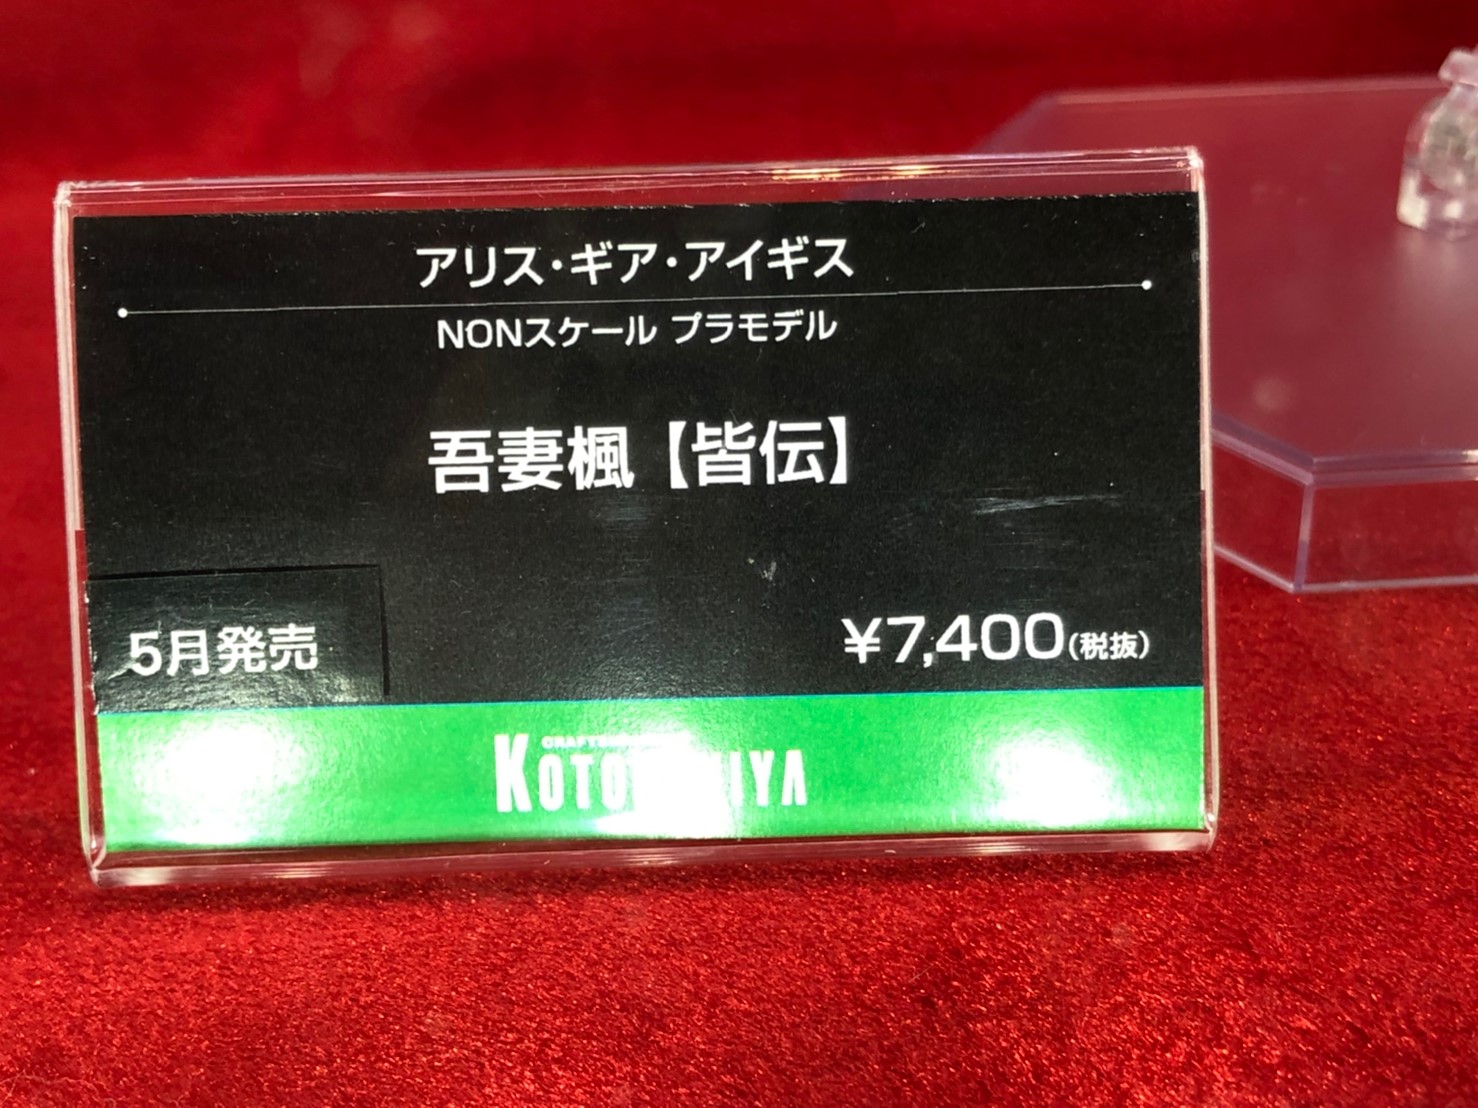 アリス・ギア・アイギス
NONスケール プラモデル
吾妻楓【皆伝】
5月発売
¥7,400(税抜)